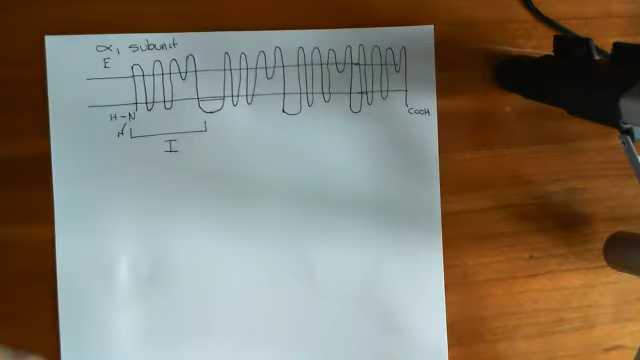 α₁ subunit
E
H-N
H
COOH
I